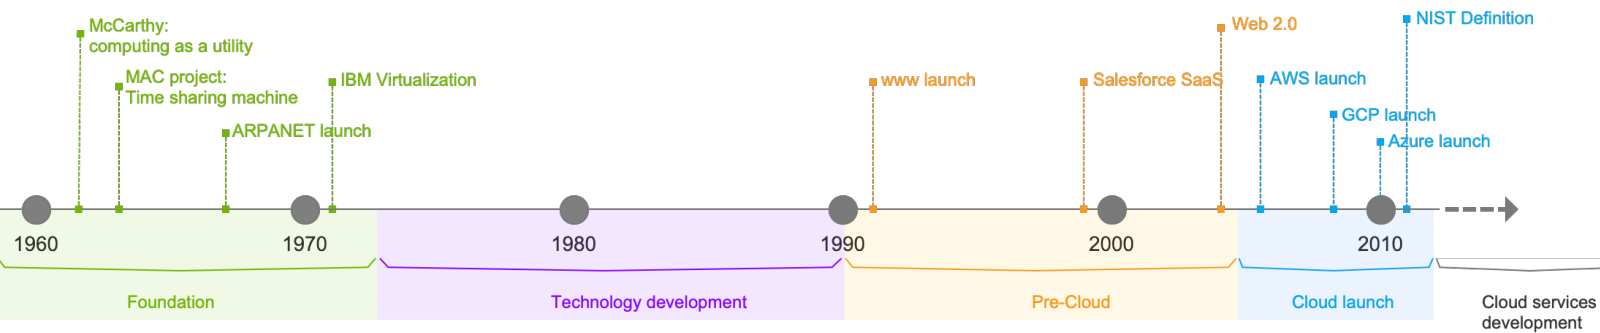 McCarthy:
computing as a utility
MAC project:
Time sharing machine
ARPANET launch
IBM Virtualization
www launch
Salesforce SaaS
Web 2.0
AWS launch
GCP launch
Azure launch
NIST Definition
1960
1970
1980
1990
2000
2010
Foundation
Technology development
Pre-Cloud
Cloud launch
Cloud services
development